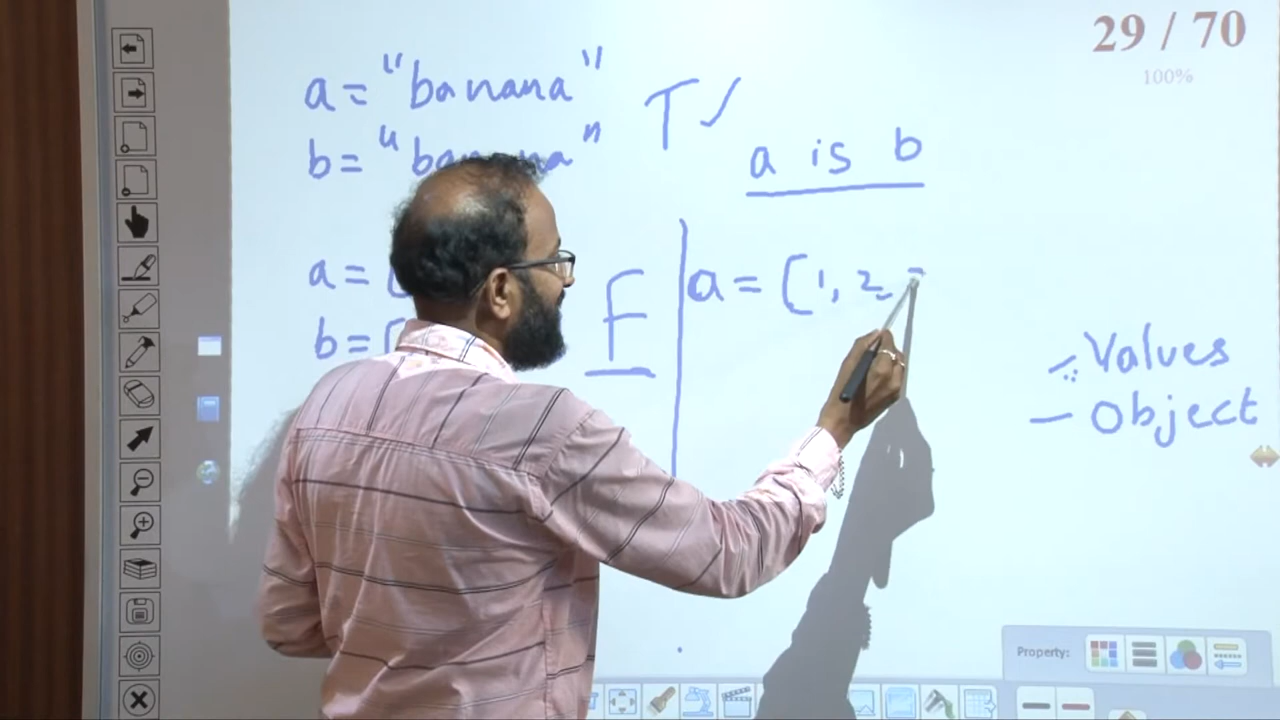 29 / 70
100%
a = "banana"
b = "banana"
T ✓
a is b
a = [
b = [
F
a = [1, 2,
Values
- Object
Property: